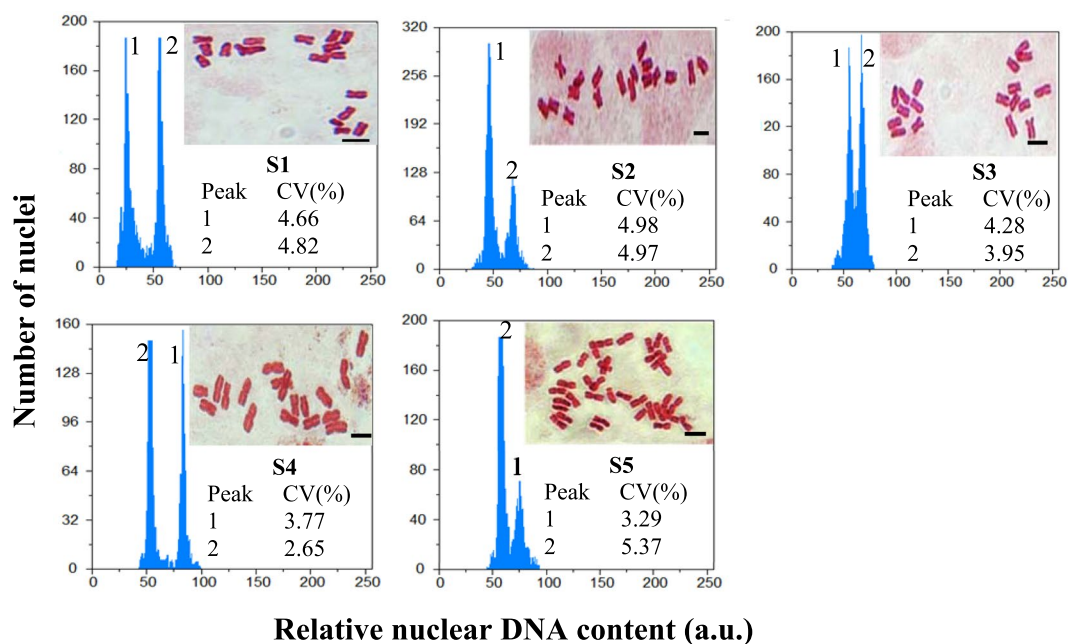 Number of nuclei
200
160
120
80
40
0
0 50 100 150 200 250
1 2
S1
Peak CV(%)
1 4.66
2 4.82
320
256
192
128
64
0
0 50 100 150 200 250
1
2
S2
Peak CV(%)
1 4.98
2 4.97
200
160
20
80
40
0
0 50 100 150 200 250
1 2
S3
Peak CV(%)
1 4.28
2 3.95
160
128
96
64
32
0
0 50 100 150 200 250
2 1
S4
Peak CV(%)
1 3.77
2 2.65
200
160
120
80
40
0
0 50 100 150 200 250
2
1
S5
Peak CV(%)
1 3.29
2 5.37
Relative nuclear DNA content (a.u.)